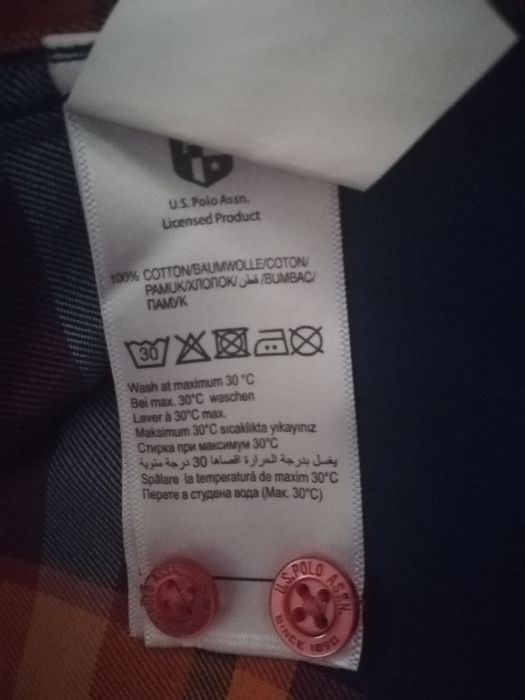 U.S. Polo Assn.
Licensed Product
100% COTTON/BAUMWOLLE/COTON/
PAMUK/ХЛОПОК/قطن/BUMBAC/
ПАМУК
30
Wash at maximum 30 °C
Bei max. 30°C waschen
Laver à 30°C max.
Maksimum 30°C sıcaklıkta yıkayınız
Стирка при максимум 30°C
يغسل بدرجة الحرارة اقصاها 30 درجة مئوية
Spălare la temperatură de maxim 30°C
Перете в студена вода (Мак. 30°C)
U.S. POLO ASSN.
SINCE 1890